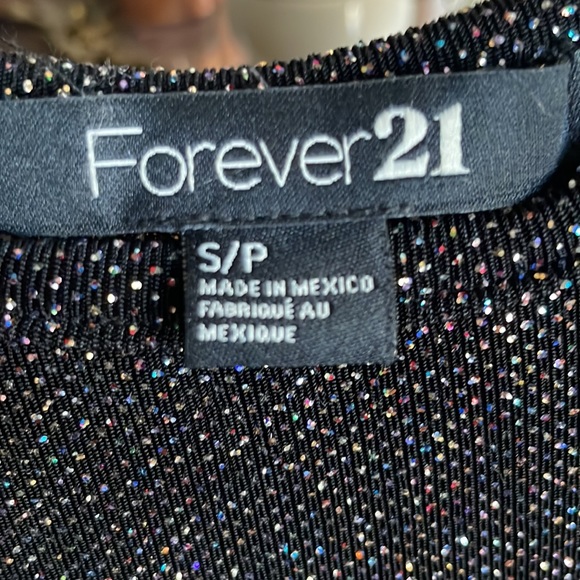 Forever21
S/P
MADE IN MEXICO
FABRIQUÉ AU
MEXIQUE